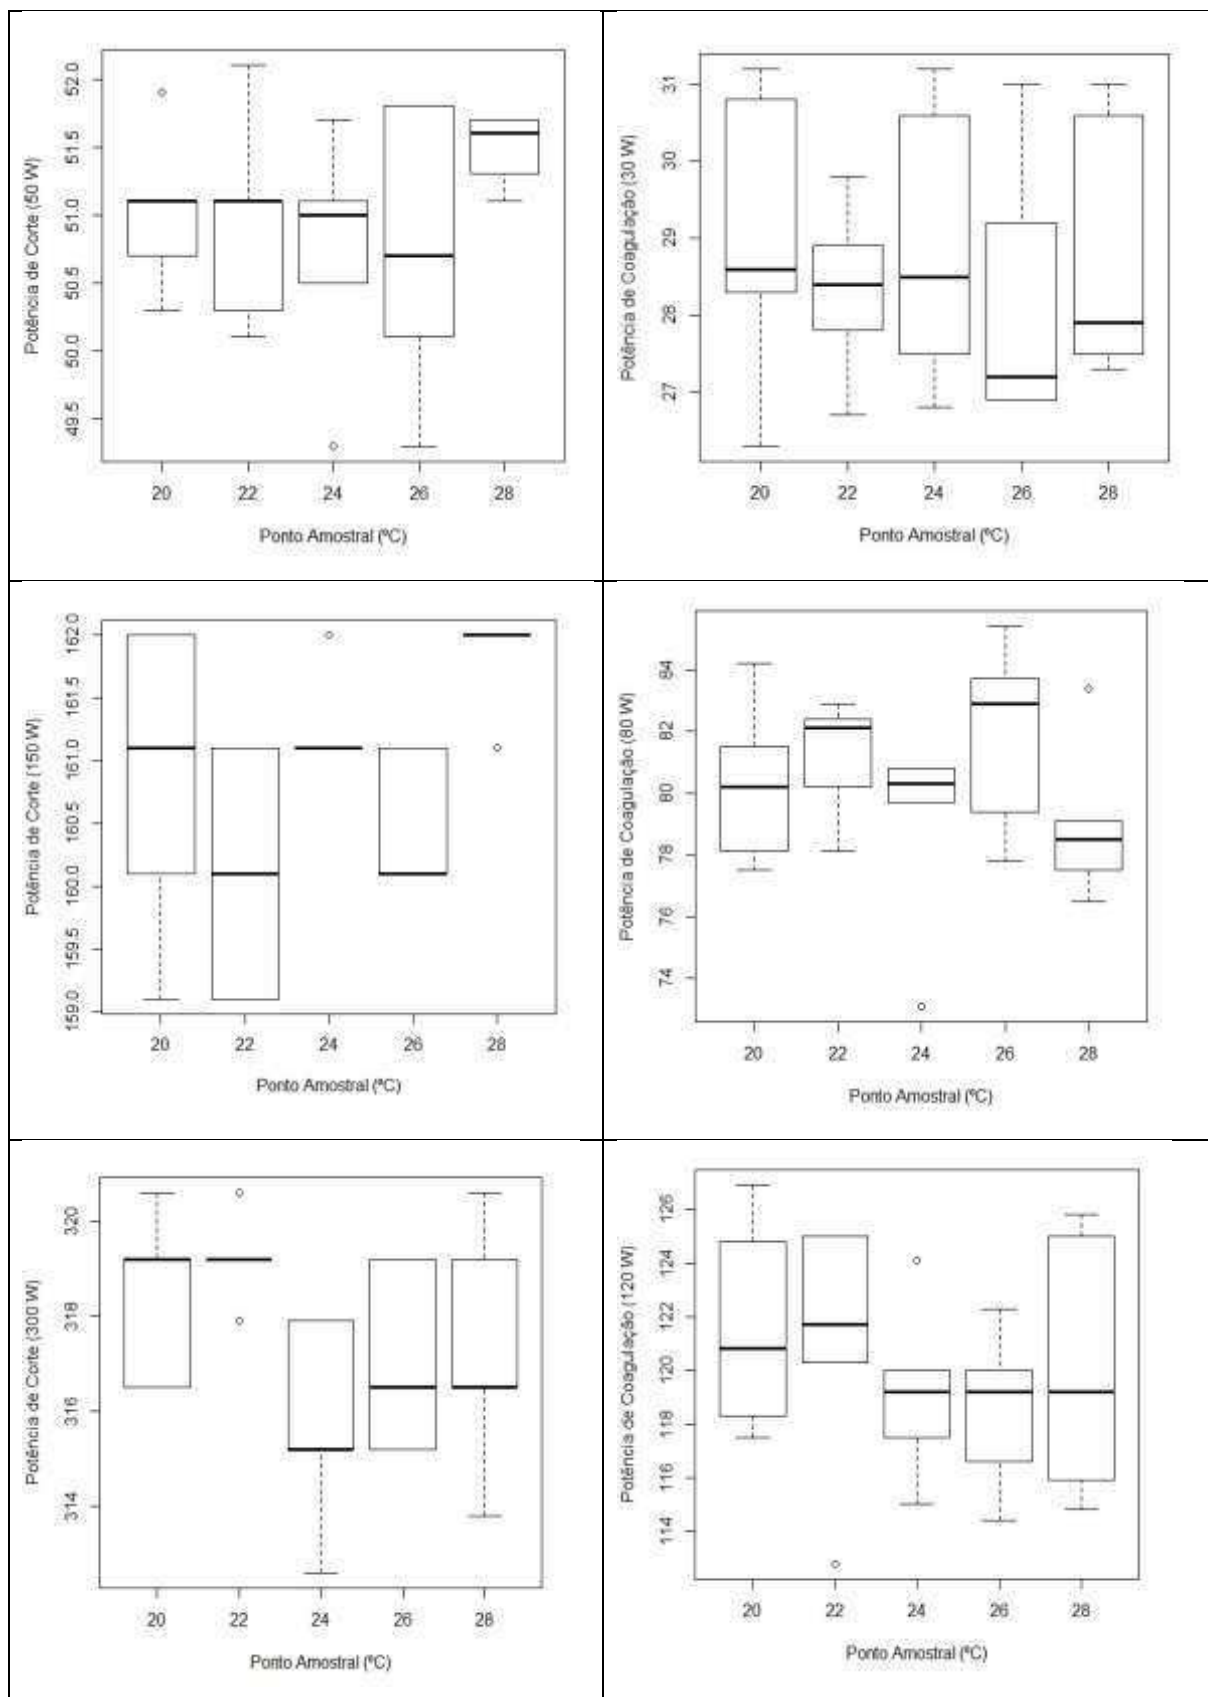 Potência de Corte (50 W)
52.0
51.5
51.0
50.5
50.0
49.5
20 22 24 26 28
Ponto Amostral (ºC)
Potência de Coagulação (30 W)
31
30
29
28
27
20 22 24 26 28
Ponto Amostral (ºC)
Potência de Corte (150 W)
162.0
161.5
161.0
160.5
160.0
159.5
159.0
20 22 24 26 28
Ponto Amostral (ºC)
Potência de Coagulação (80 W)
84
82
80
78
76
74
20 22 24 26 28
Ponto Amostral (ºC)
Potência de Corte (300 W)
320
318
316
314
20 22 24 26 28
Ponto Amostral (ºC)
Potência de Coagulação (120 W)
126
124
122
120
118
116
114
20 22 24 26 28
Ponto Amostral (ºC)